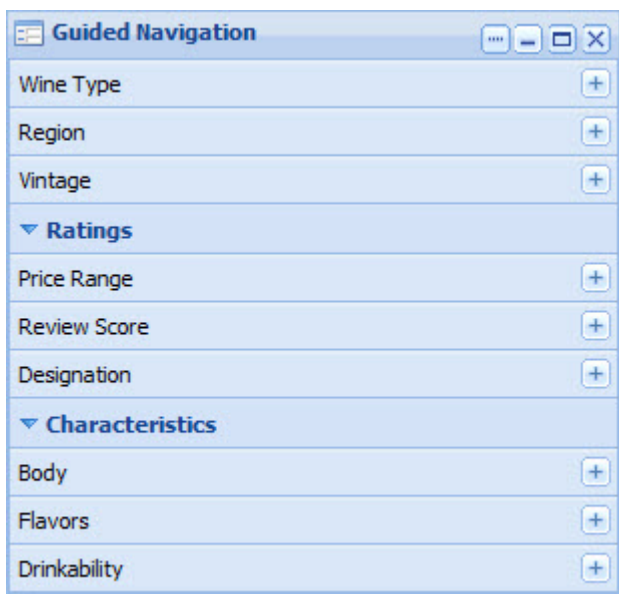 Guided Navigation
Wine Type
Region
Vintage
Ratings
Price Range
Review Score
Designation
Characteristics
Body
Flavors
Drinkability